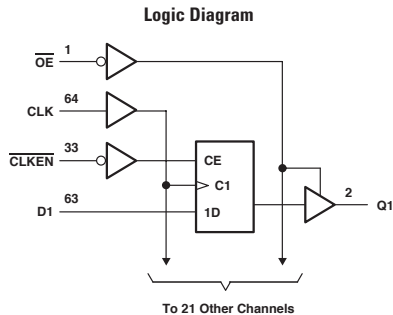 Logic Diagram
OE 1
CLK 64
CLKEN 33
D1 63
CE
C1
1D
2 Q1
To 21 Other Channels